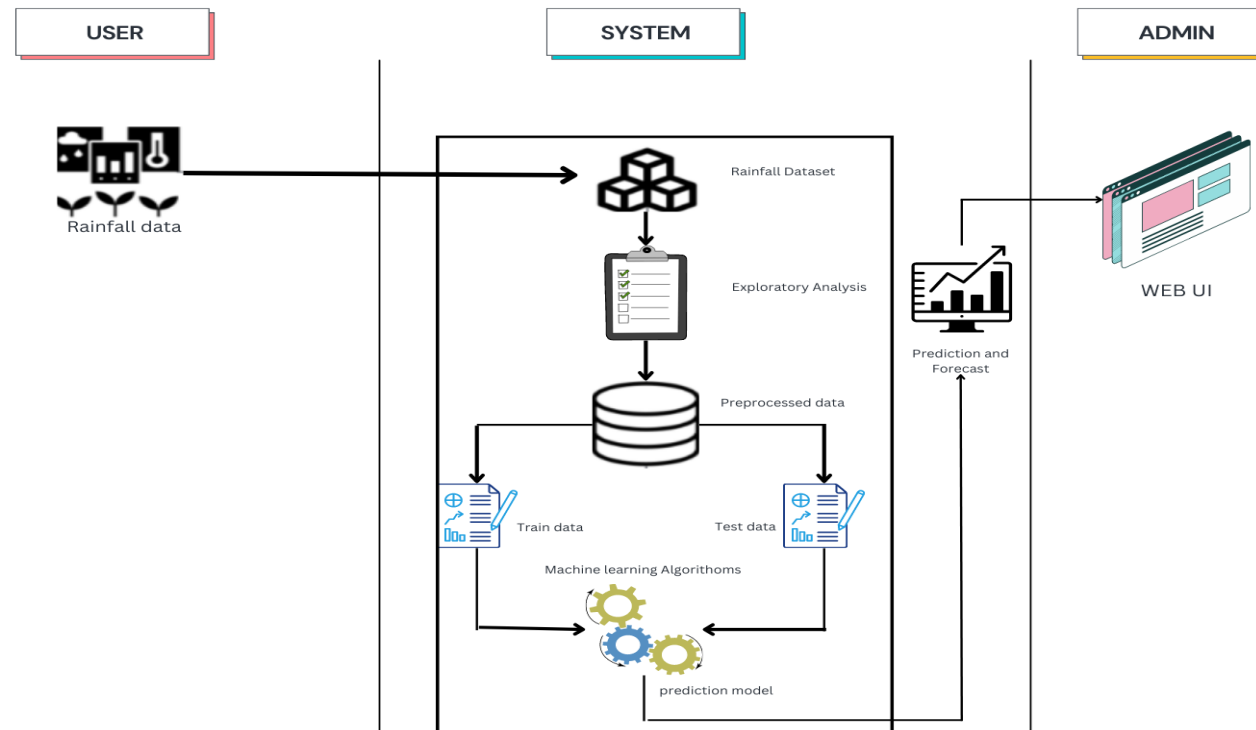 USER
SYSTEM
ADMIN
Rainfall data
Rainfall Dataset
Exploratory Analysis
Preprocessed data
Train data
Test data
Machine learning Algorithoms
prediction model
Prediction and
Forecast
WEB UI